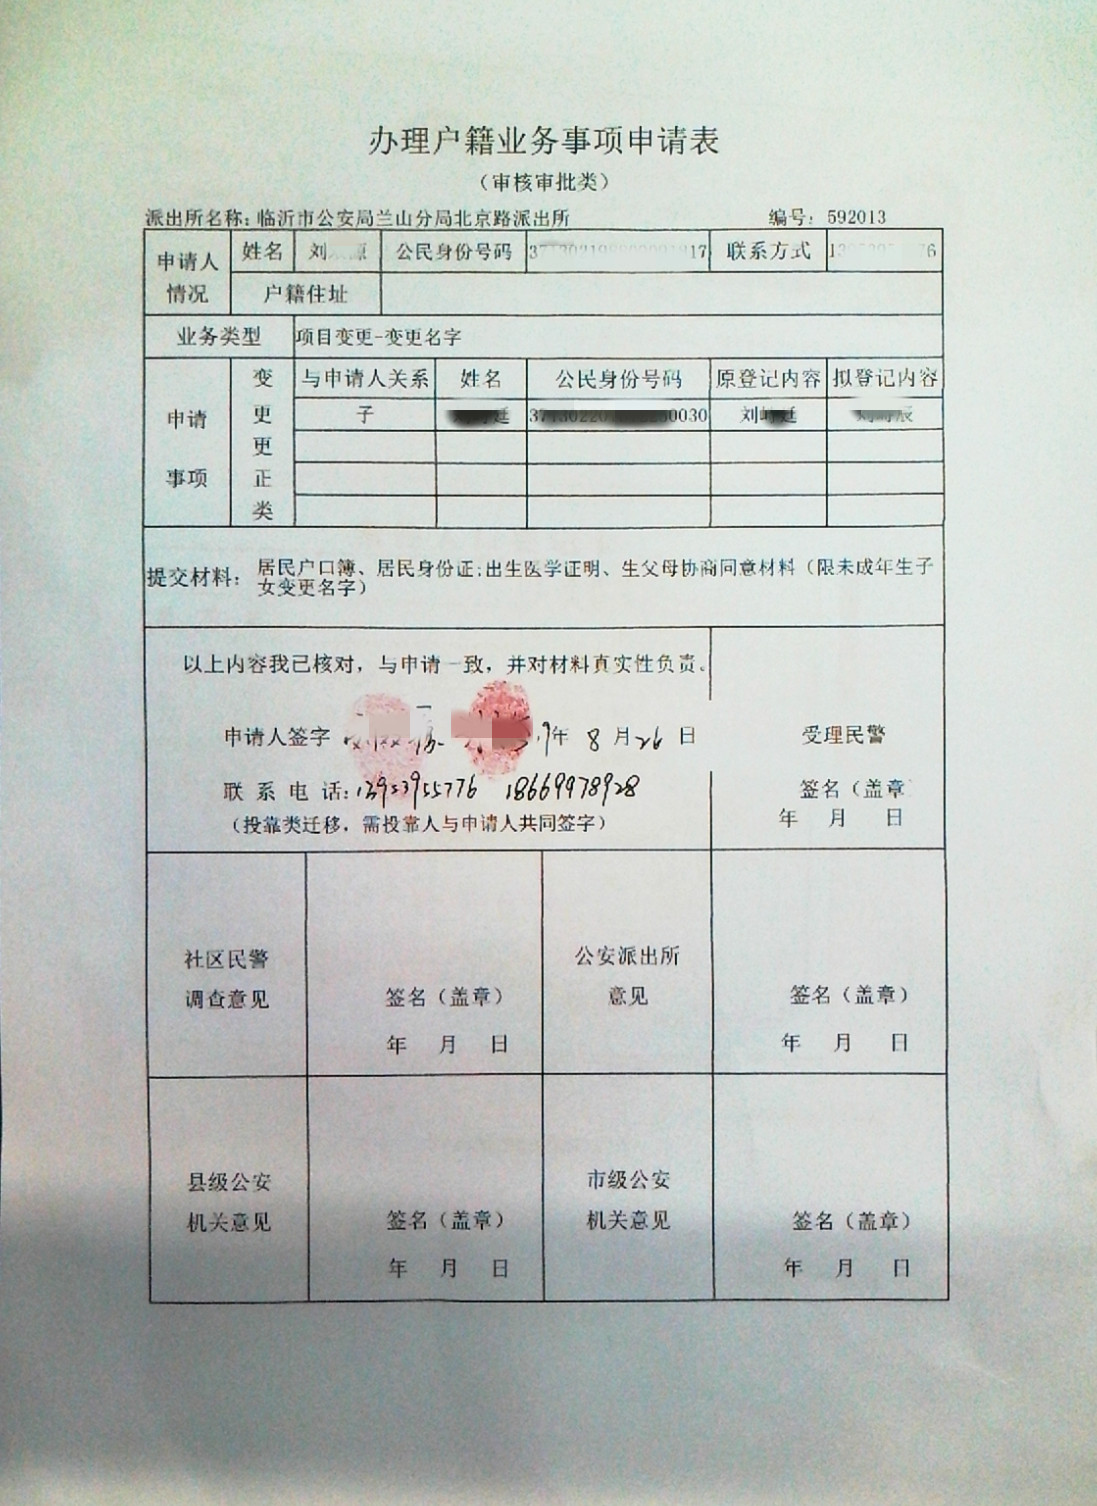 办理户籍业务事项申请表
（审核审批类）
派出所名称：临沂市公安局兰山分局北京路派出所 编号：592013
申请人情况 姓名 刘 源 公民身份号码 17 联系方式 6
户籍住址
业务类型 项目变更-变更名字
申请事项 变更更正类 与申请人关系 姓名 公民身份号码 原登记内容 拟登记内容
子 廷 0030 刘 廷 辰
提交材料： 居民户口簿、居民身份证;出生医学证明、生父母协商同意材料（限未成年生子
女变更名字）
以上内容我已核对，与申请一致，并对材料真实性负责。
申请人签字 年 8 月 26 日 受理民警
联系电话：13953955776 18669978928 签名（盖章）
（投靠类迁移，需投靠人与申请人共同签字） 年 月 日
社区民警 公安派出所
调查意见 签名（盖章） 意见 签名（盖章）
年 月 日 年 月 日
县级公安 市级公安
机关意见 签名（盖章） 机关意见 签名（盖章）
年 月 日 年 月 日